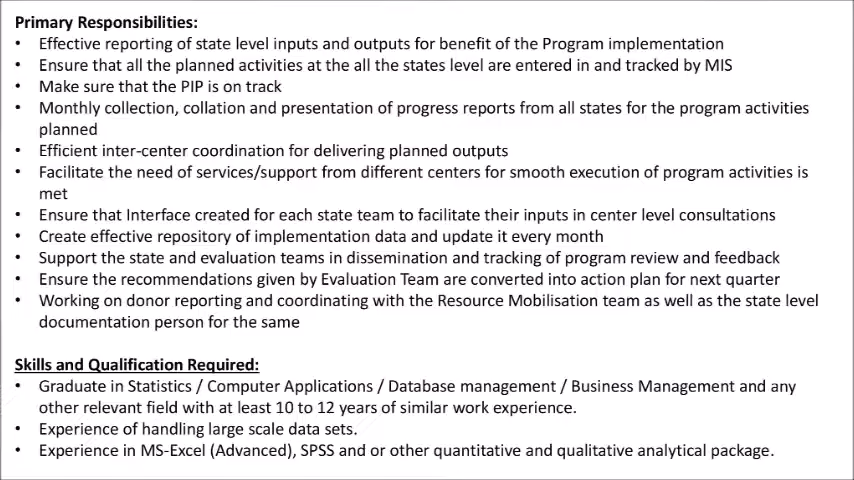 Primary Responsibilities:
• Effective reporting of state level inputs and outputs for benefit of the Program implementation
• Ensure that all the planned activities at the all the states level are entered in and tracked by MIS
• Make sure that the PIP is on track
• Monthly collection, collation and presentation of progress reports from all states for the program activities
planned
• Efficient inter-center coordination for delivering planned outputs
• Facilitate the need of services/support from different centers for smooth execution of program activities is
met
• Ensure that Interface created for each state team to facilitate their inputs in center level consultations
• Create effective repository of implementation data and update it every month
• Support the state and evaluation teams in dissemination and tracking of program review and feedback
• Ensure the recommendations given by Evaluation Team are converted into action plan for next quarter
• Working on donor reporting and coordinating with the Resource Mobilisation team as well as the state level
documentation person for the same
Skills and Qualification Required:
• Graduate in Statistics / Computer Applications / Database management / Business Management and any
other relevant field with at least 10 to 12 years of similar work experience.
• Experience of handling large scale data sets.
• Experience in MS-Excel (Advanced), SPSS and or other quantitative and qualitative analytical package.